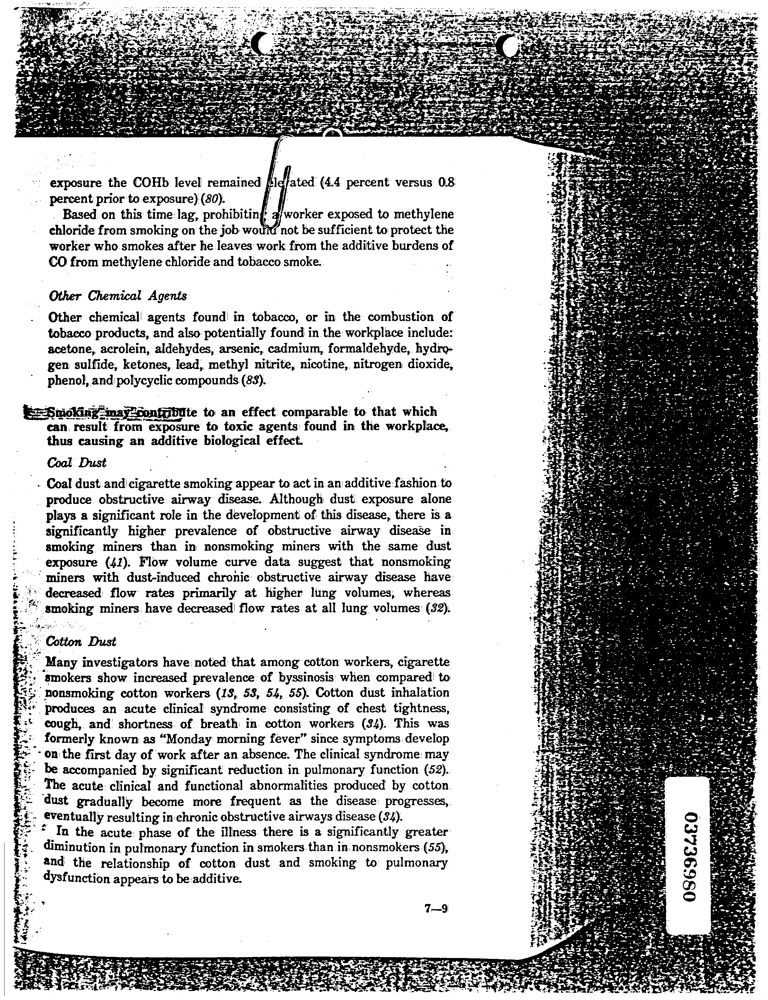 exposure the COHb level remained elevated (4.4 percent versus 0.8
percent prior to exposure) (80).
Based on this time lag, prohibiting a worker exposed to methylene
chloride from smoking on the job would not be sufficient to protect the
worker who smokes after he leaves work from the additive burdens of
CO from methylene chloride and tobacco smoke.
Other Chemical Agents
Other chemical agents found in tobacco, or in the combustion of
tobacco products, and also potentially found in the workplace include:
acetone, acrolein, aldehydes, arsenic, cadmium, formaldehyde, hydro-
gen sulfide, ketones, lead, methyl nitrite, nicotine, nitrogen dioxide,
phenol, and polycyclic compounds (83).
Smoking may contribute to an effect comparable to that which
can result from exposure to toxic agents found in the workplace,
thus causing an additive biological effect.
Coal Dust
Coal dust and cigarette smoking appear to act in an additive fashion to
produce obstructive airway disease. Although dust exposure alone
plays a significant role in the development of this disease, there is a
significantly higher prevalence of obstructive airway disease in
smoking miners than in nonsmoking miners with the same dust
exposure (41). Flow volume curve data suggest that nonsmoking
miners with dust-induced chronic obstructive airway disease have
decreased flow rates primarily at higher lung volumes, whereas
smoking miners have decreased flow rates at all lung volumes (32).
Cotton Dust
Many investigators have noted that among cotton workers, cigarette
smokers show increased prevalence of byssinosis when compared to
nonsmoking cotton workers (13, 53, 54, 55). Cotton dust inhalation
produces an acute clinical syndrome consisting of chest tightness,
cough, and shortness of breath in cotton workers (34). This was
formerly known as "Monday morning fever" since symptoms develop
on the first day of work after an absence. The clinical syndrome may
be accompanied by significant reduction in pulmonary function (52).
The acute clinical and functional abnormalities produced by cotton
dust gradually become more frequent as the disease progresses,
eventually resulting in chronic obstructive airways disease (34).
In the acute phase of the illness there is a significantly greater
diminution in pulmonary function in smokers than in nonsmokers (55),
and the relationship of cotton dust and smoking to pulmonary
dysfunction appears to be additive.
7—9
03736980